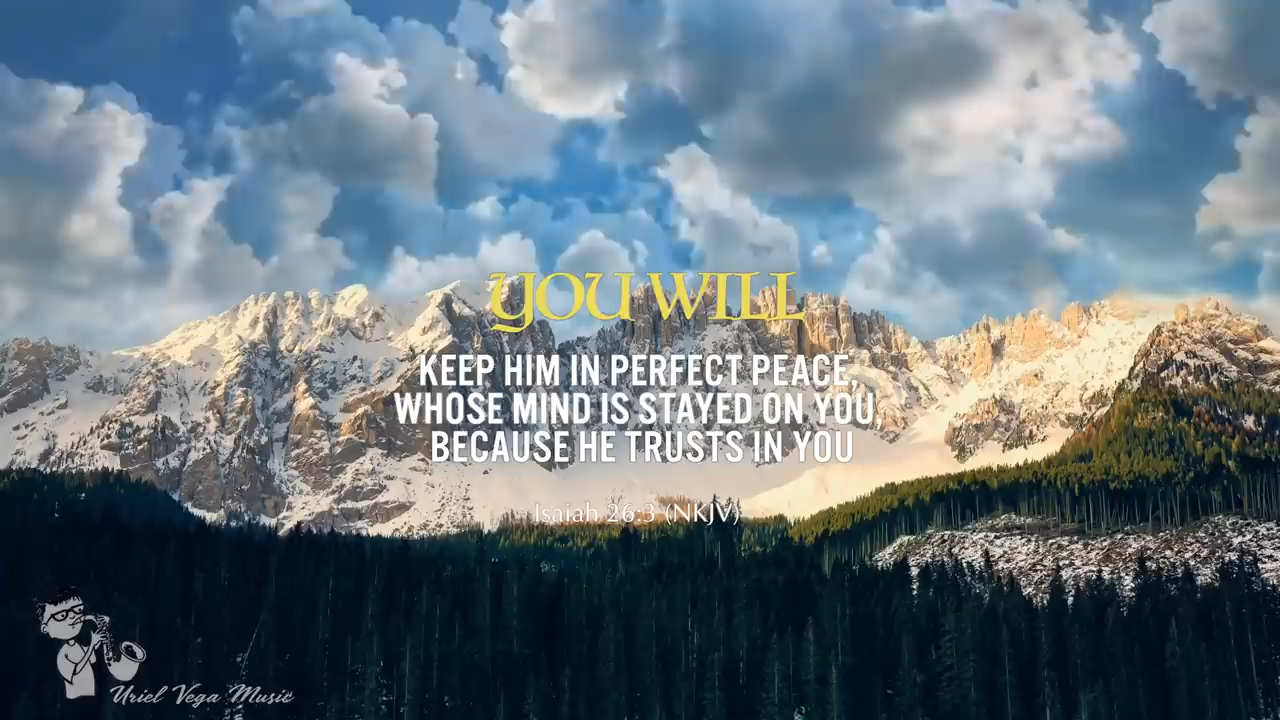 YOU WILL
KEEP HIM IN PERFECT PEACE,
WHOSE MIND IS STAYED ON YOU,
BECAUSE HE TRUSTS IN YOU
Isaiah 26:3 (NKJV)
Uriel Vega Music